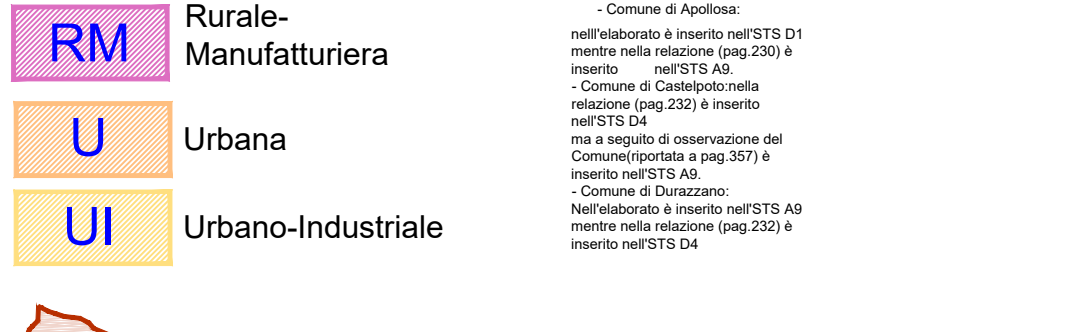 RM
Rurale-
Manufatturiera
U
Urbana
UI
Urbano-Industriale
- Comune di Apollosa:
nelll'elaborato è inserito nell'STS D1
mentre nella relazione (pag.230) è
inserito nell'STS A9.
- Comune di Castelpoto:nella
relazione (pag.232) è inserito
nell'STS D4
ma a seguito di osservazione del
Comune(riportata a pag.357) è
inserito nell'STS A9.
- Comune di Durazzano:
Nell'elaborato è inserito nell'STS A9
mentre nella relazione (pag.232) è
inserito nell'STS D4